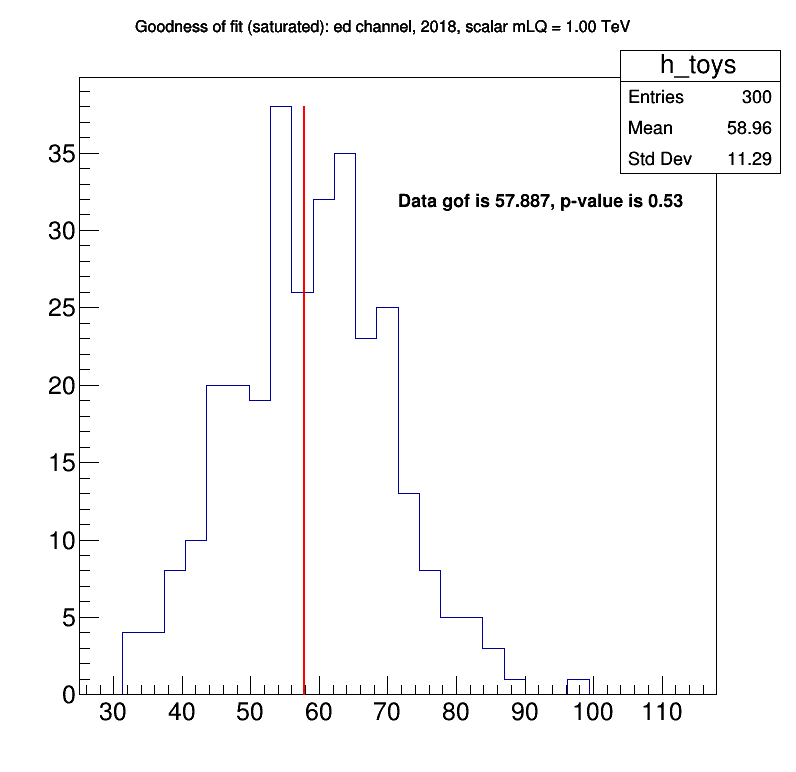 Goodness of fit (saturated): ed channel, 2018, scalar mLQ = 1.00 TeV
h_toys
Entries 300
Mean 58.96
Std Dev 11.29
Data gof is 57.887, p-value is 0.53
35
30
25
20
15
10
5
0
30 40 50 60 70 80 90 100 110